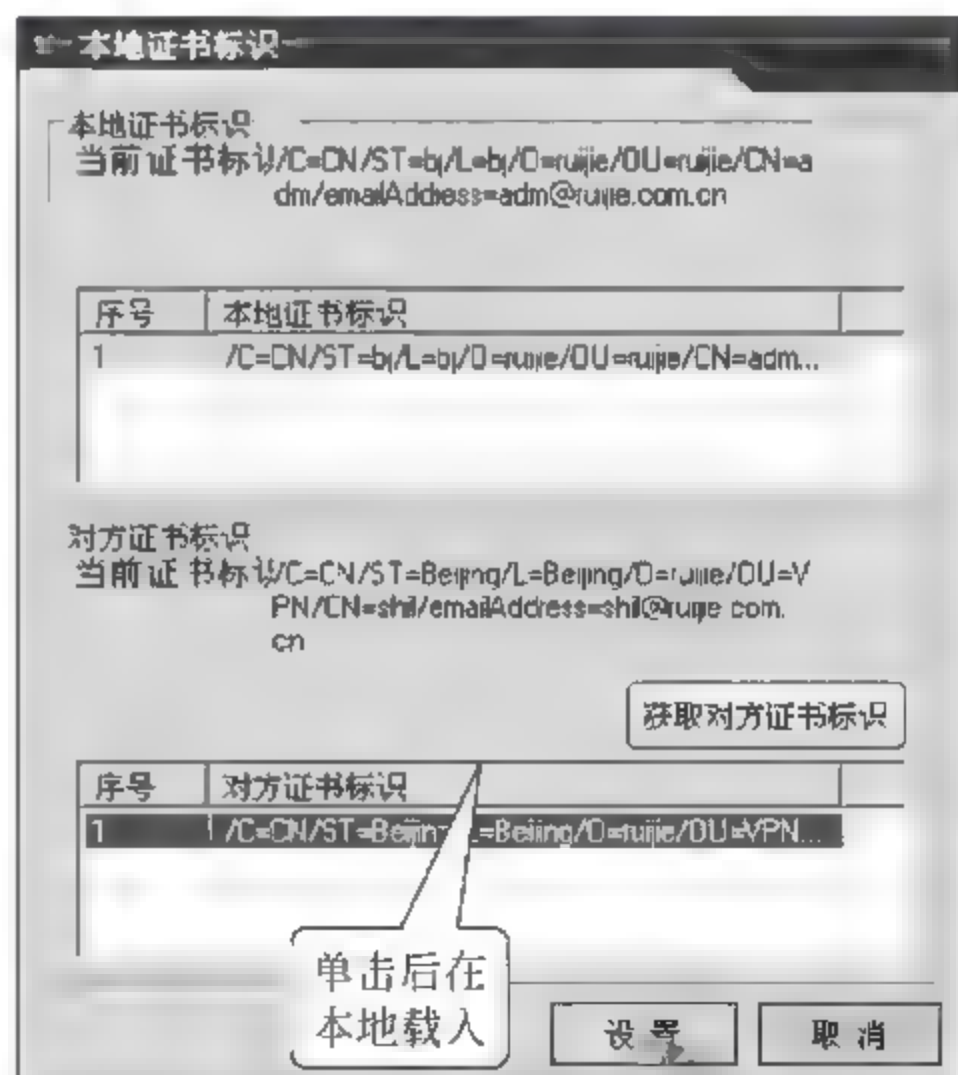 本地证书标识
本地证书标识
当前证书标识/C=CN/ST=bj/L=bj/O=ruijie/OU=ruijie/CN=a
dm/emailAddress=adm@ruijie.com.cn
序号 本地证书标识
1 /C=CN/ST=bj/L=bj/O=ruijie/OU=ruijie/CN=adm...
对方证书标识
当前证书标识/C=CN/ST=Beijing/L=Beijing/O=ruijie/OU=V
PN/CN=shil/emailAddress=shil@ruijie.com.
cn
获取对方证书标识
序号 对方证书标识
1 /C=CN/ST=Beijin L=Beijing/O=ruijie/OU=VPN...
单击后在
本地载入
设置 取消